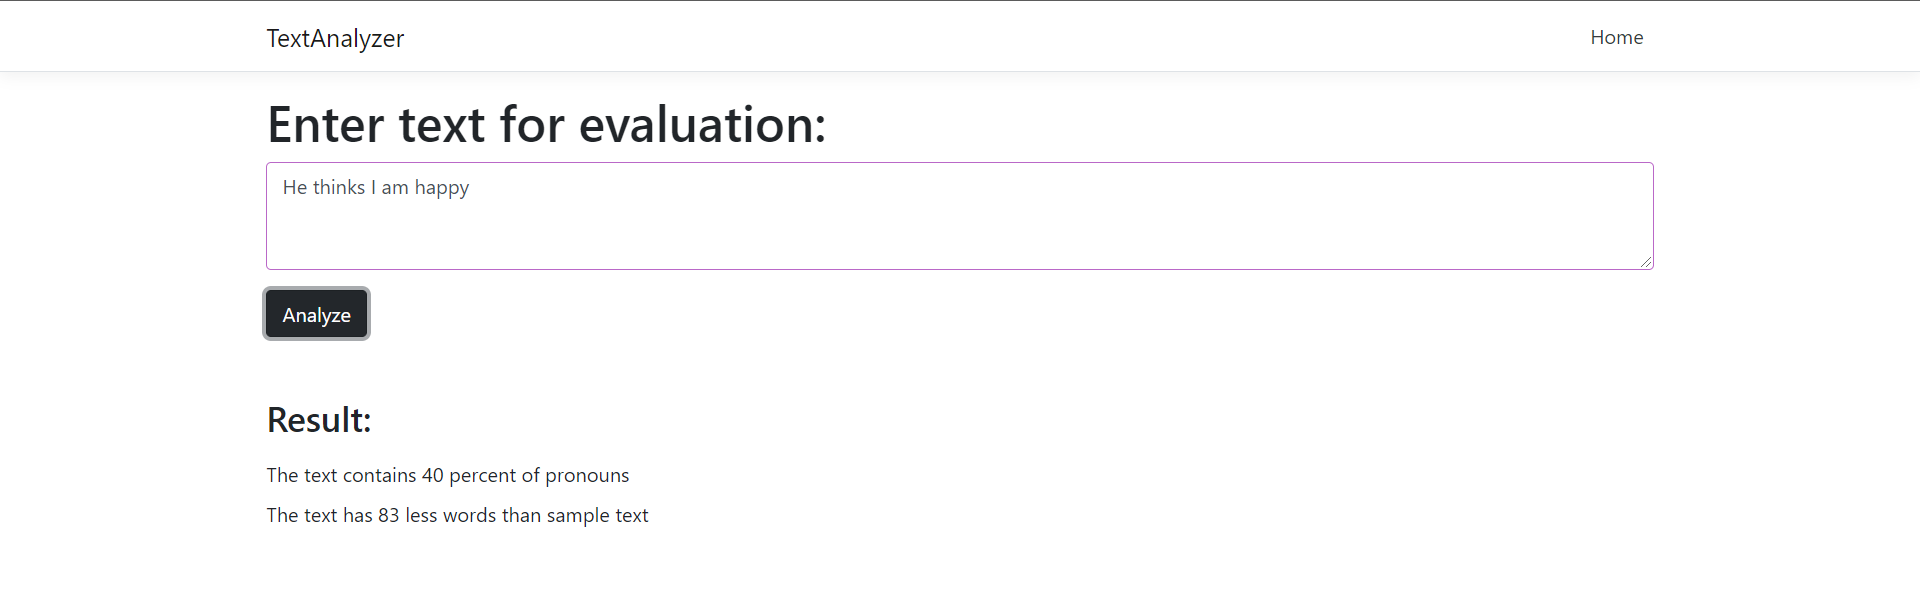 TextAnalyzer Home
Enter text for evaluation:
He thinks I am happy
Analyze
Result:
The text contains 40 percent of pronouns
The text has 83 less words than sample text